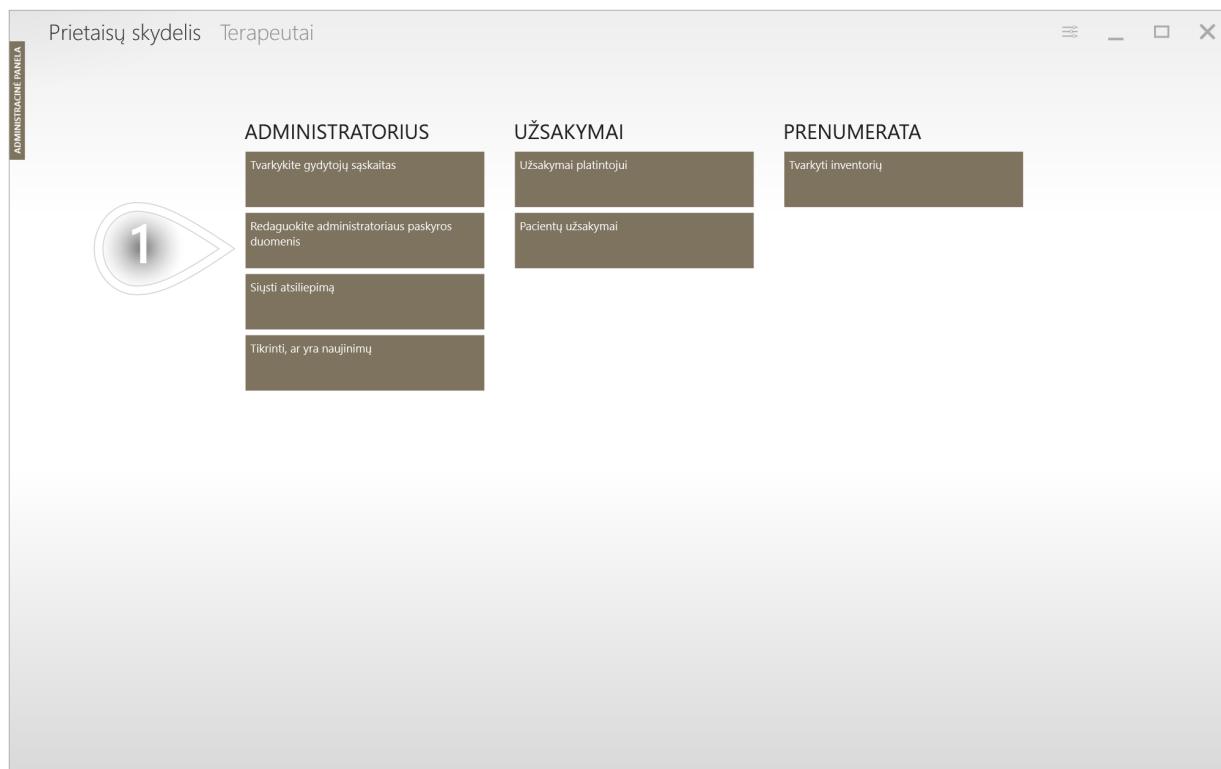 Prietaisų skydelis Terapeutai
ADMINISTRACINĖ PANELA
ADMINISTRATORIUS
Tvarkykite gydytojų sąskaitas
Redaguokite administratoriaus paskyros
duomenis
Siųsti atsiliepimą
Tikrinti, ar yra naujinimų
UŽSAKYMAI
Užsakymai platintojui
Pacientų užsakymai
PRENUMERATA
Tvarkyti inventorių
1